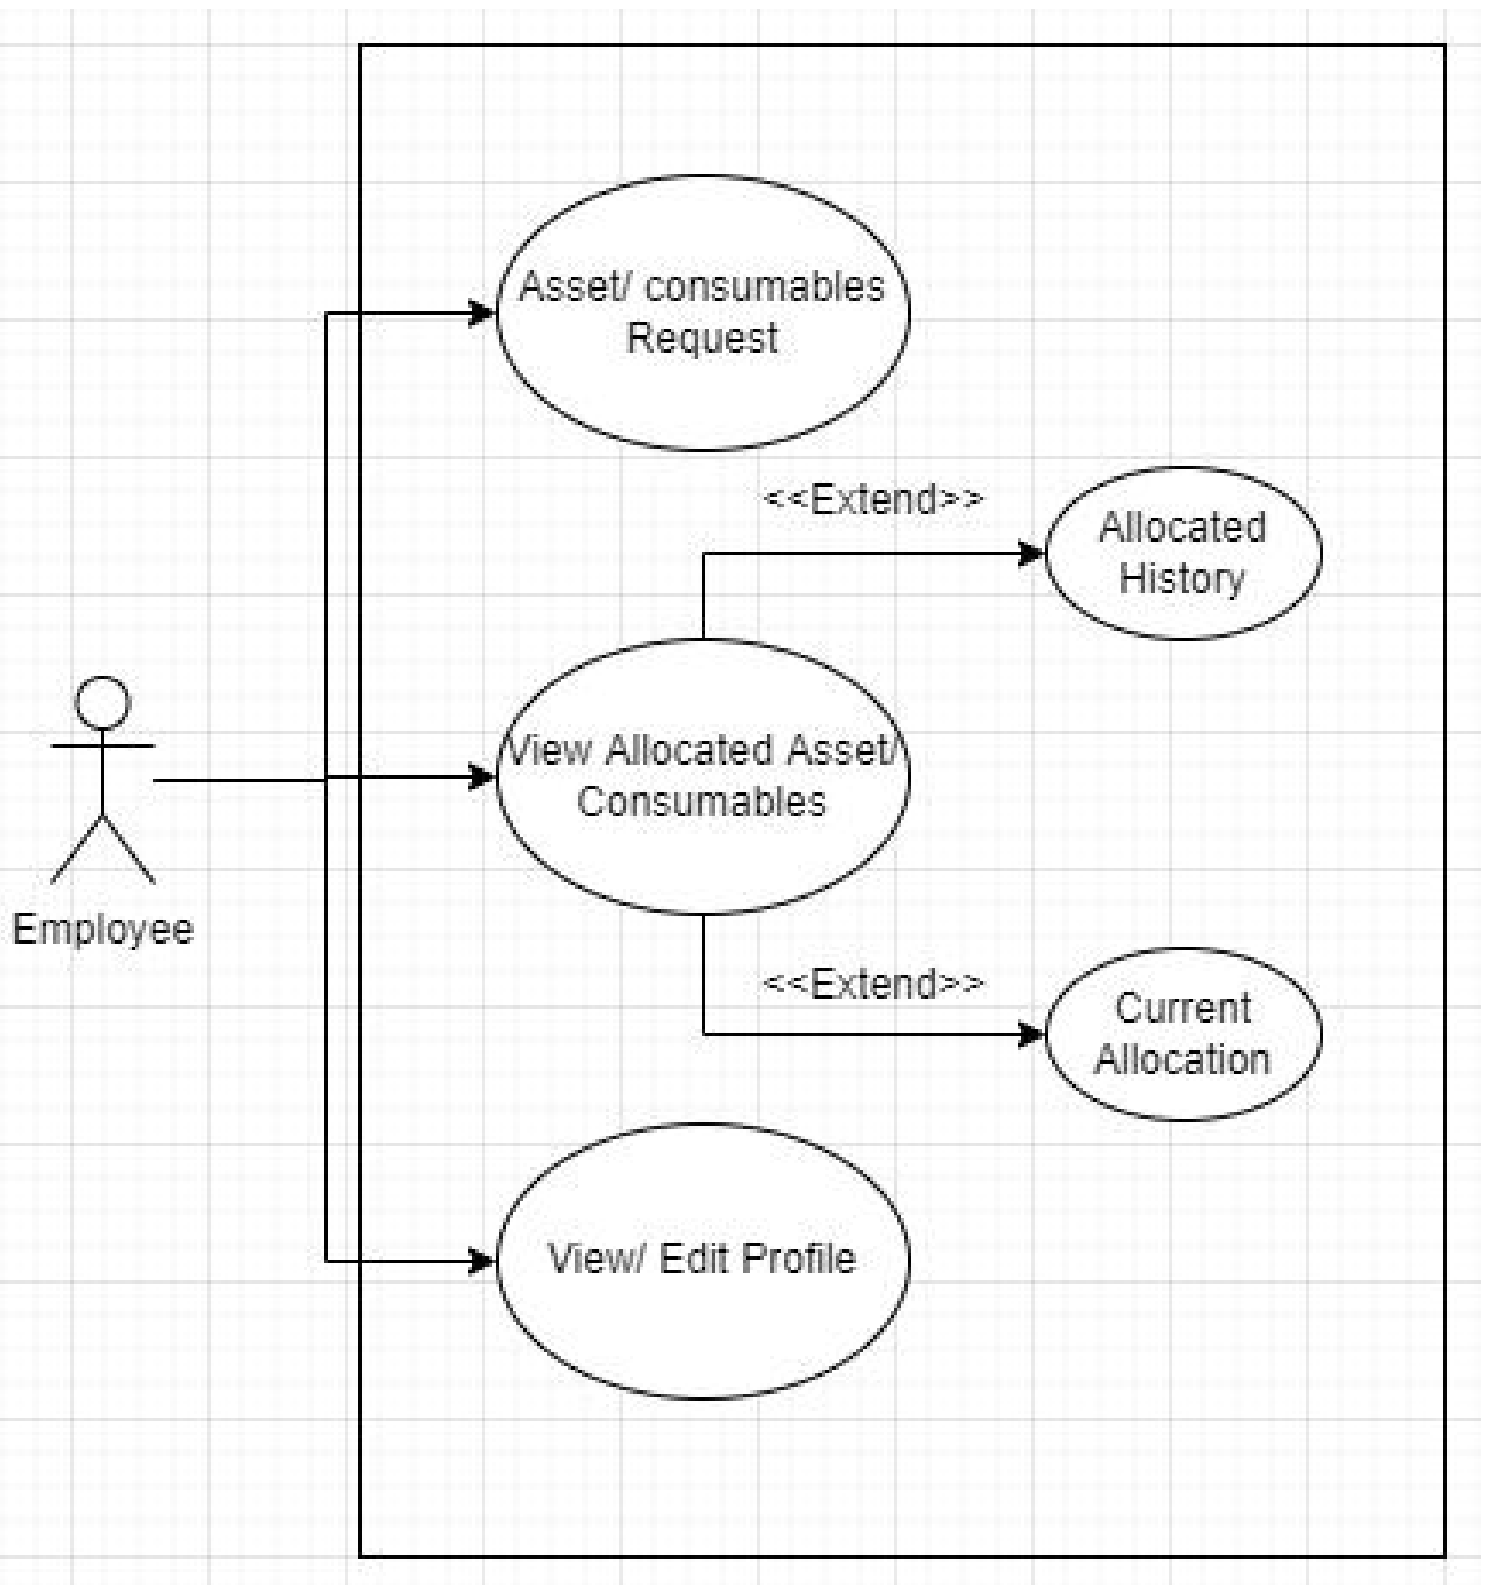 Asset/ consumables
Request
<<Extend>>
Allocated
History
View Allocated Asset/
Consumables
Employee
<<Extend>>
Current
Allocation
View/ Edit Profile